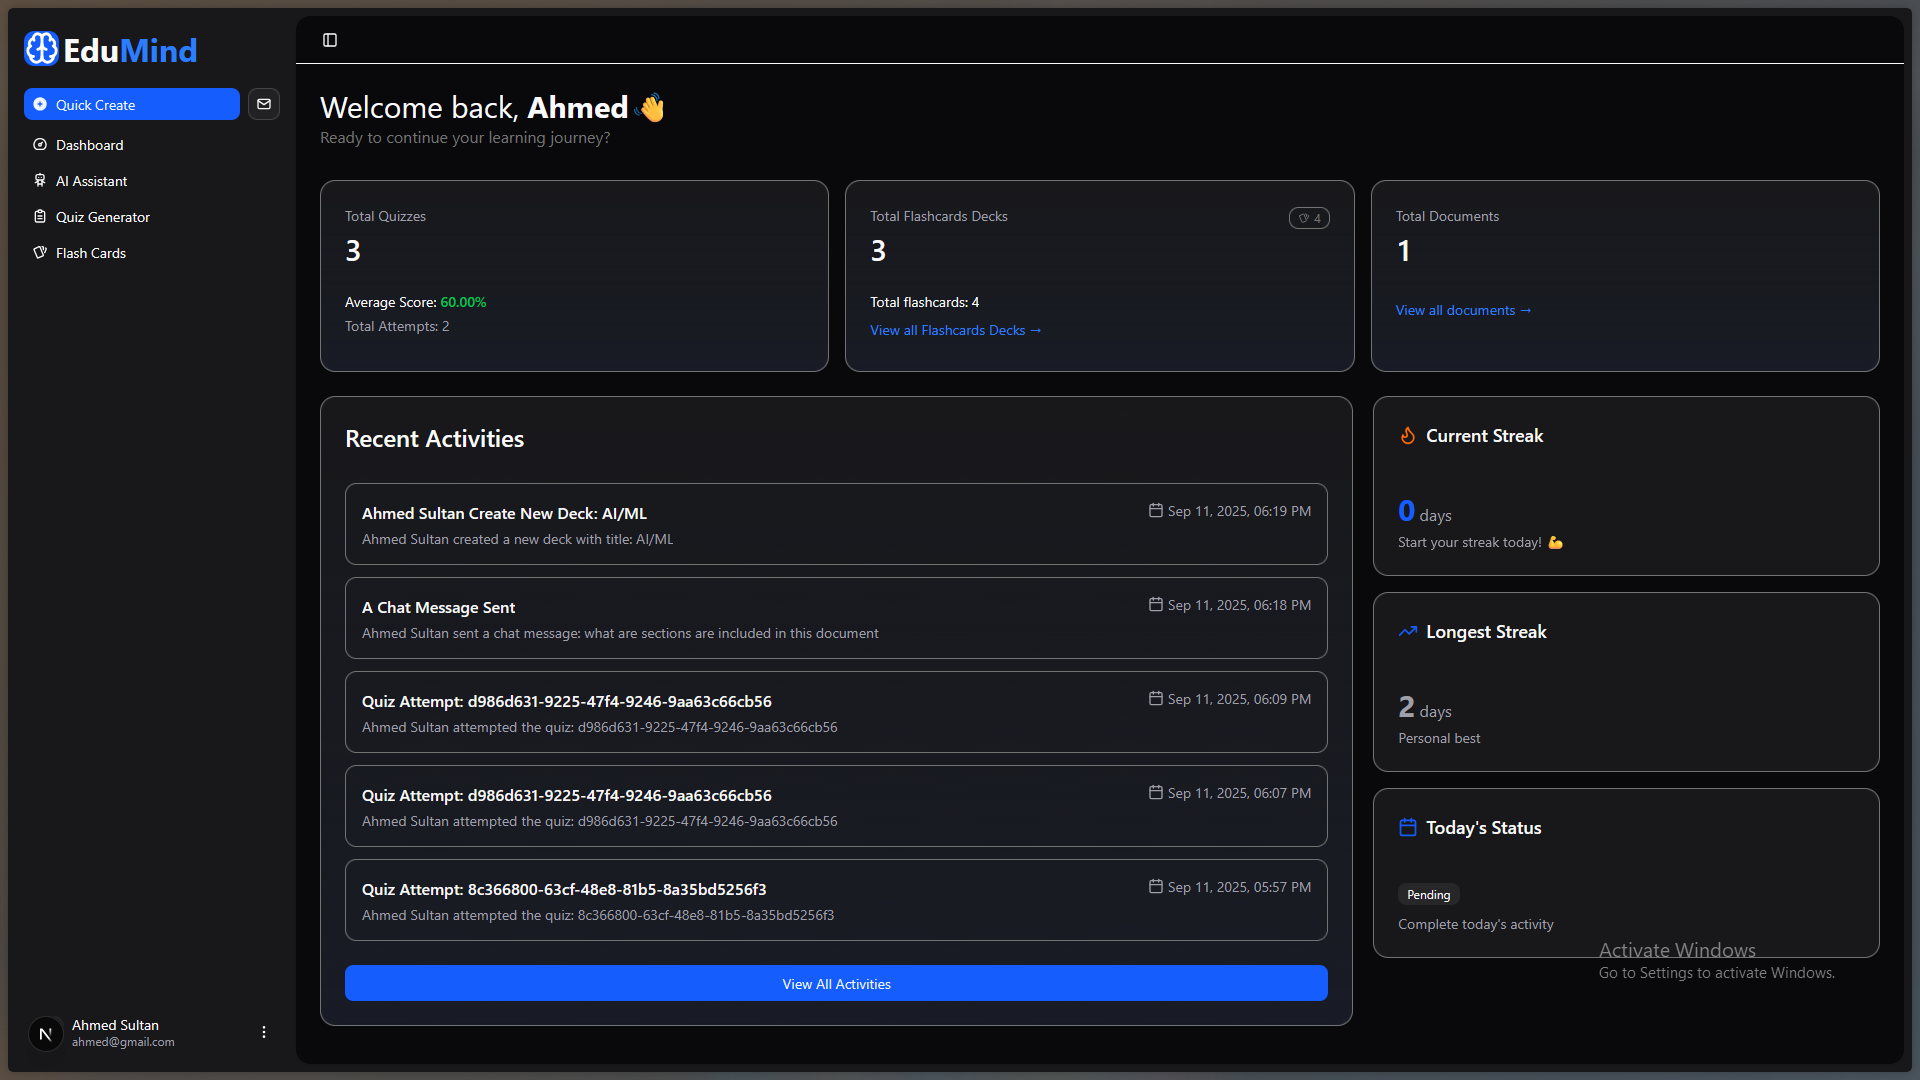 EduMind
Quick Create
Dashboard
AI Assistant
Quiz Generator
Flash Cards
Welcome back, Ahmed 👋
Ready to continue your learning journey?
Total Quizzes
3
Average Score: 60.00%
Total Attempts: 2
Total Flashcards Decks
4
3
Total flashcards: 4
View all Flashcards Decks →
Total Documents
1
View all documents →
Recent Activities
Ahmed Sultan Create New Deck: AI/ML
Sep 11, 2025, 06:19 PM
Ahmed Sultan created a new deck with title: AI/ML
A Chat Message Sent
Sep 11, 2025, 06:18 PM
Ahmed Sultan sent a chat message: what are sections are included in this document
Quiz Attempt: d986d631-9225-47f4-9246-9aa63c66cb56
Sep 11, 2025, 06:09 PM
Ahmed Sultan attempted the quiz: d986d631-9225-47f4-9246-9aa63c66cb56
Quiz Attempt: d986d631-9225-47f4-9246-9aa63c66cb56
Sep 11, 2025, 06:07 PM
Ahmed Sultan attempted the quiz: d986d631-9225-47f4-9246-9aa63c66cb56
Quiz Attempt: 8c366800-63cf-48e8-81b5-8a35bd5256f3
Sep 11, 2025, 05:57 PM
Ahmed Sultan attempted the quiz: 8c366800-63cf-48e8-81b5-8a35bd5256f3
View All Activities
Current Streak
0 days
Start your streak today! 💪
Longest Streak
2 days
Personal best
Today's Status
Pending
Complete today's activity
Activate Windows
Go to Settings to activate Windows.
N
Ahmed Sultan
ahmed@gmail.com